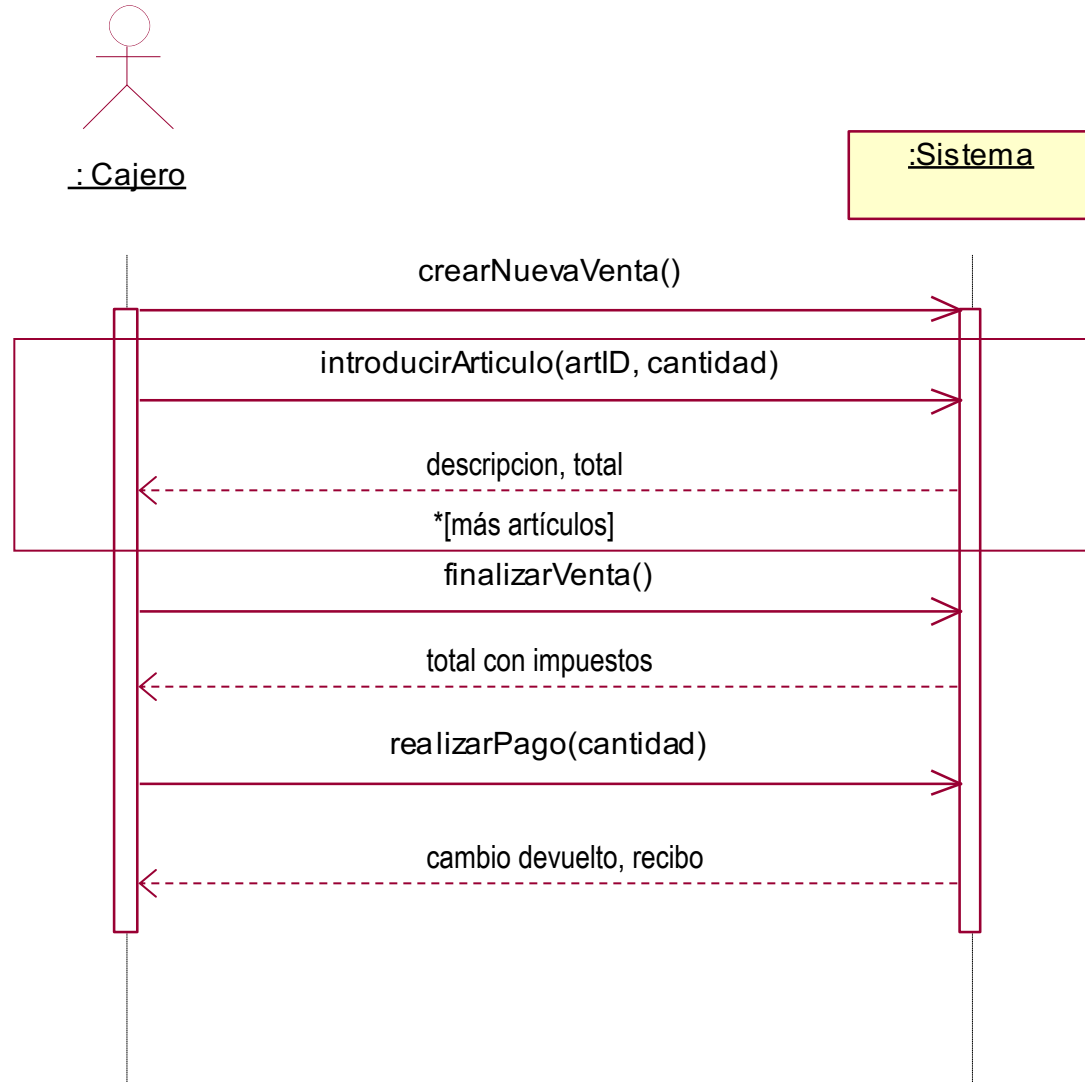 : Cajero
:Sistema
crearNuevaVenta()
introducirArticulo(artID, cantidad)
descripcion, total
*[más artículos]
finalizarVenta()
total con impuestos
realizarPago(cantidad)
cambio devuelto, recibo